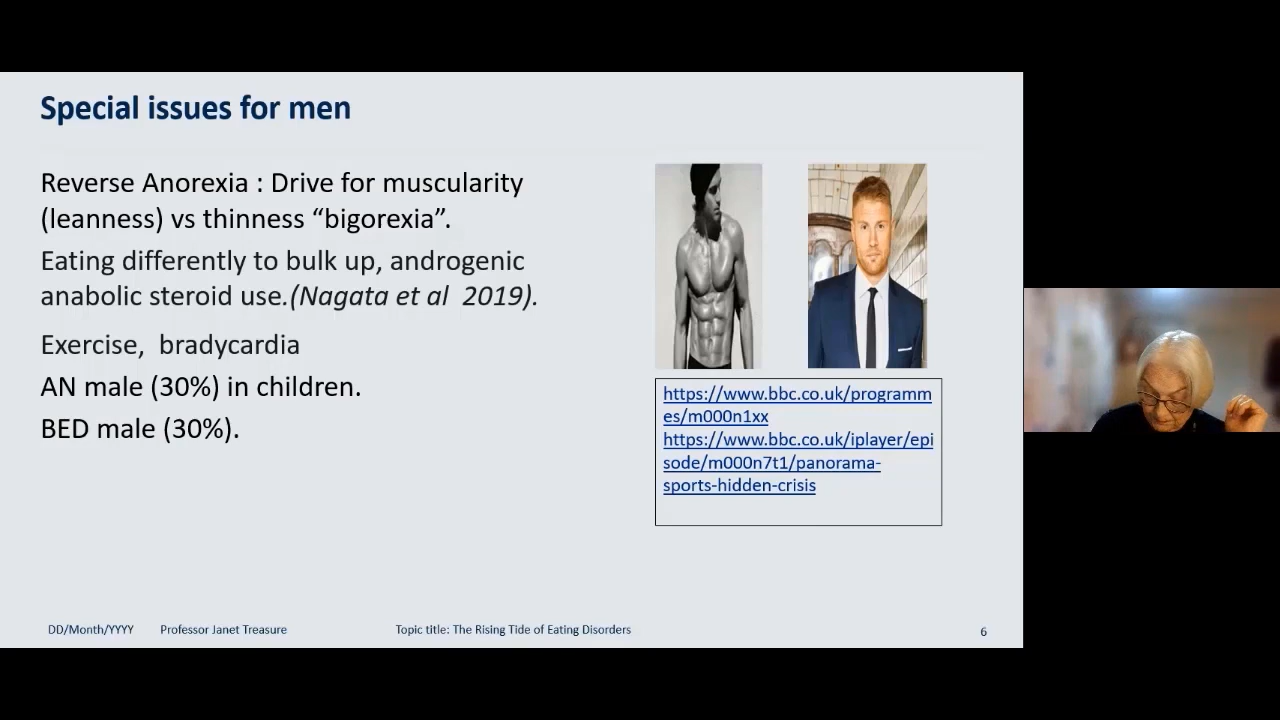 Special issues for men
Reverse Anorexia : Drive for muscularity
(leanness) vs thinness “bigorexia”.
Eating differently to bulk up, androgenic
anabolic steroid use.(Nagata et al  2019).
Exercise,  bradycardia
AN male (30%) in children.
BED male (30%).
https://www.bbc.co.uk/programm
es/m000n1xx
https://www.bbc.co.uk/iplayer/epi
sode/m000n7t1/panorama-
sports-hidden-crisis
DD/Month/YYYY
Professor Janet Treasure
Topic title: The Rising Tide of Eating Disorders
6